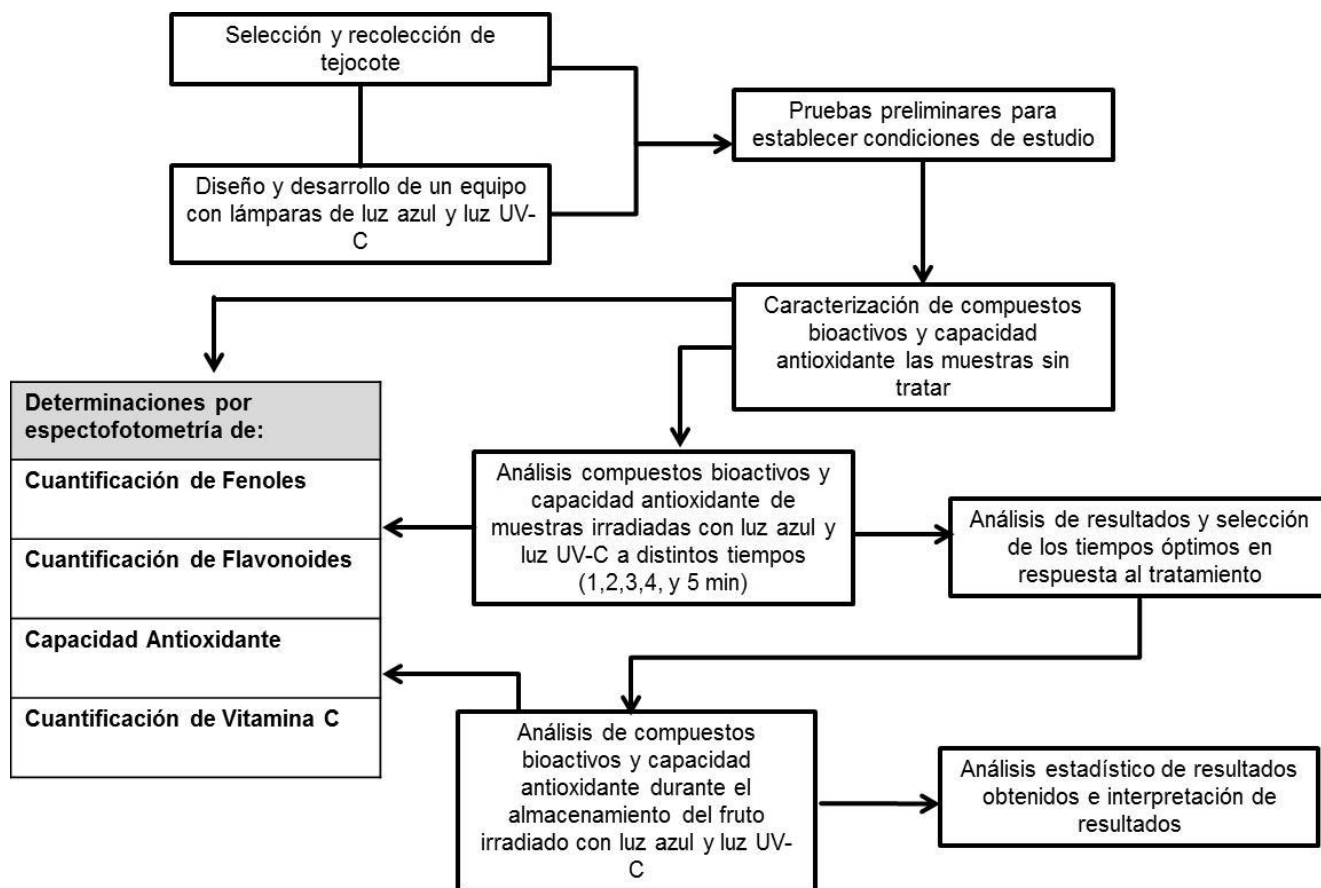 Selección y recolección de
tejocote
Diseño y desarrollo de un equipo
con lámparas de luz azul y luz UV-
C
Pruebas preliminares para
establecer condiciones de estudio
Caracterización de compuestos
bioactivos y capacidad
antioxidante las muestras sin
tratar
Determinaciones por
espectofotometría de:
Cuantificación de Fenoles
Cuantificación de Flavonoides
Capacidad Antioxidante
Cuantificación de Vitamina C
Análisis compuestos bioactivos y
capacidad antioxidante de
muestras irradiadas con luz azul y
luz UV-C a distintos tiempos
(1,2,3,4, y 5 min)
Análisis de resultados y selección
de los tiempos óptimos en
respuesta al tratamiento
Análisis de compuestos
bioactivos y capacidad
antioxidante durante el
almacenamiento del fruto
irradiado con luz azul y luz UV-
C
Análisis estadístico de resultados
obtenidos e interpretación de
resultados